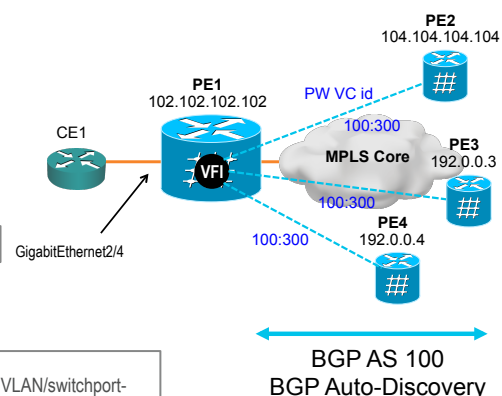 PE2
104.104.104.104
PE1
102.102.102.102
PW VC id
100:300
CE1
MPLS Core
PE3
192.0.0.3
VFI
100:300
PE4
192.0.0.4
100:300
GigabitEthernet2/4
BGP AS 100
BGP Auto-Discovery
VLAN/switchport-